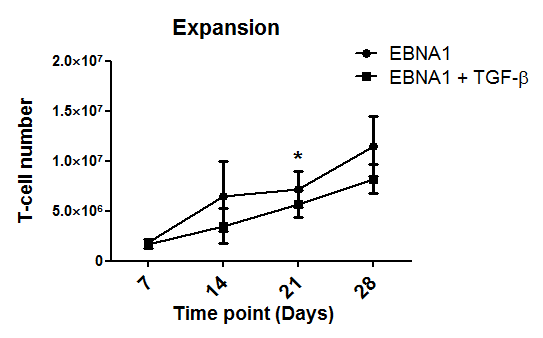 Expansion
EBNA1
EBNA1 + TGF-β
T-cell number
2.0×10⁷
1.5×10⁷
1.0×10⁷
5.0×10⁶
0
*
7
14
21
28
Time point (Days)